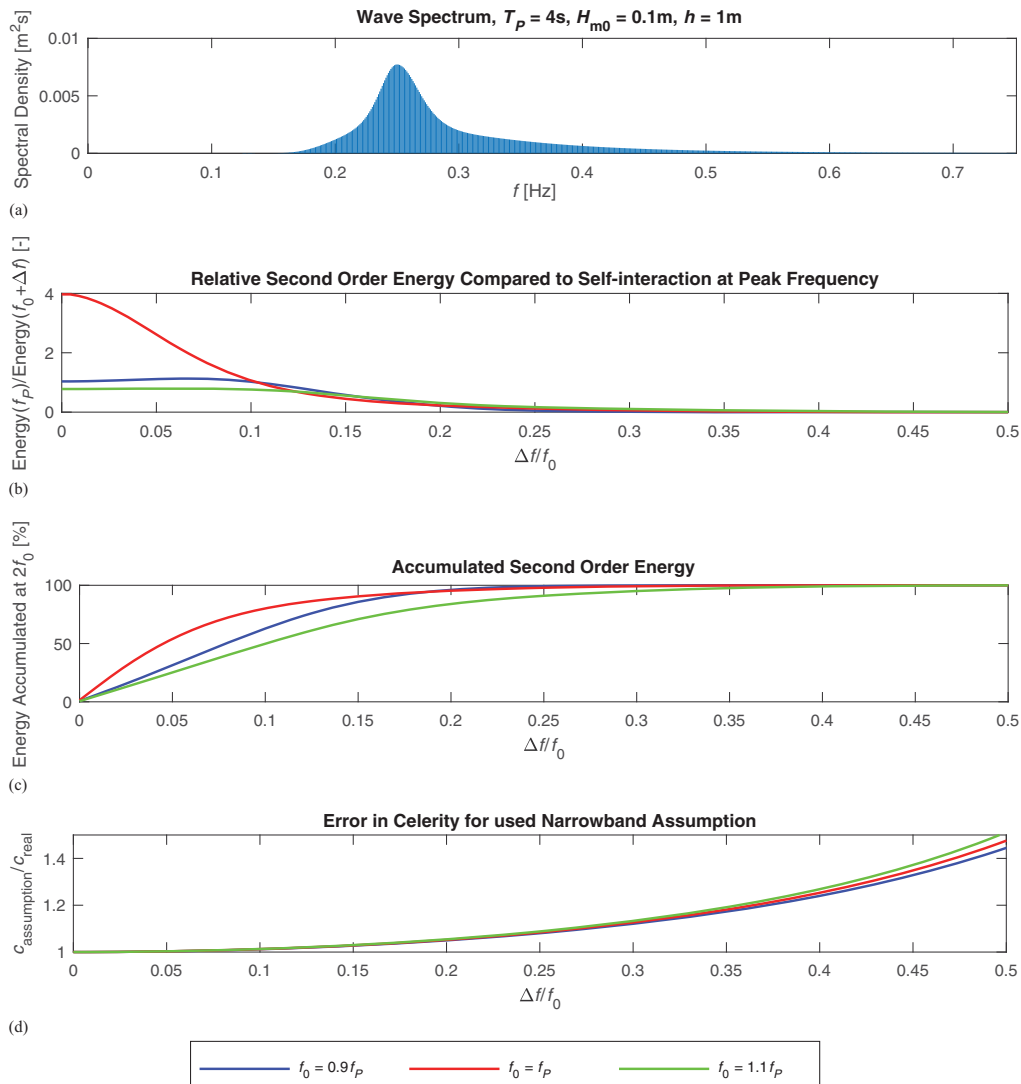 Wave Spectrum, T_P = 4s, H_m0 = 0.1m, h = 1m
Spectral Density [m²s]
0.01
0.005
0
0 0.1 0.2 0.3 0.4 0.5 0.6 0.7
f [Hz]
(a)
Relative Second Order Energy Compared to Self-interaction at Peak Frequency
Energy(f_P)/Energy(f_0+Δf) [-]
4
2
0
0 0.05 0.1 0.15 0.2 0.25 0.3 0.35 0.4 0.45 0.5
Δf/f_0
(b)
Accumulated Second Order Energy
Energy Accumulated at 2f_0 [%]
100
50
0
0 0.05 0.1 0.15 0.2 0.25 0.3 0.35 0.4 0.45 0.5
Δf/f_0
(c)
Error in Celerity for used Narrowband Assumption
c_assumption/c_real
1.4
1.2
1
0 0.05 0.1 0.15 0.2 0.25 0.3 0.35 0.4 0.45 0.5
Δf/f_0
(d)
f_0 = 0.9f_P f_0 = f_P f_0 = 1.1f_P